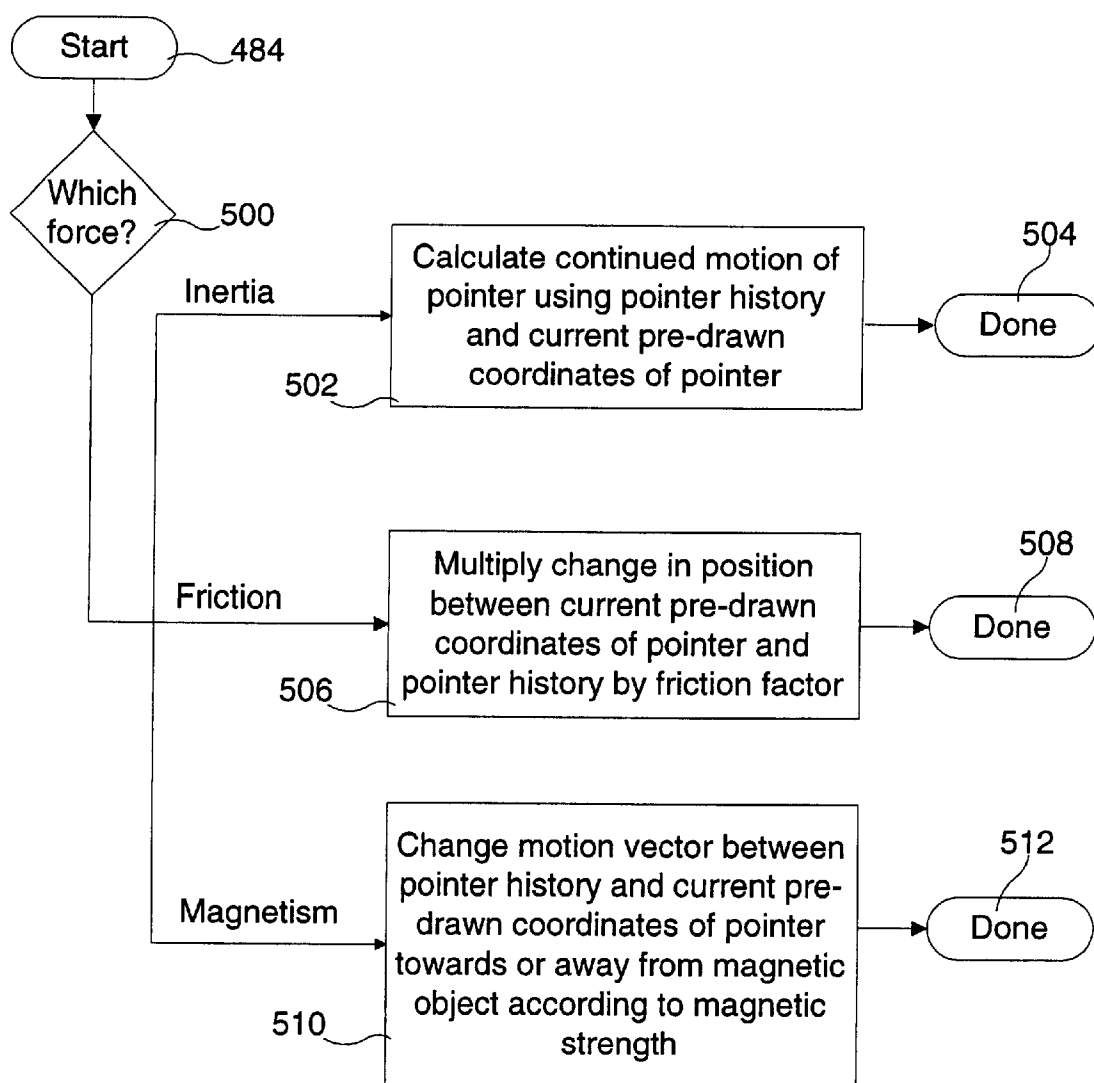 Start
484
Which
force?
500
Inertia
Calculate continued motion of
pointer using pointer history
and current pre-drawn
coordinates of pointer
502
504
Done
Friction
Multiply change in position
between current pre-drawn
coordinates of pointer and
pointer history by friction factor
506
508
Done
Magnetism
Change motion vector between
pointer history and current pre-
drawn coordinates of pointer
towards or away from magnetic
object according to magnetic
strength
510
512
Done